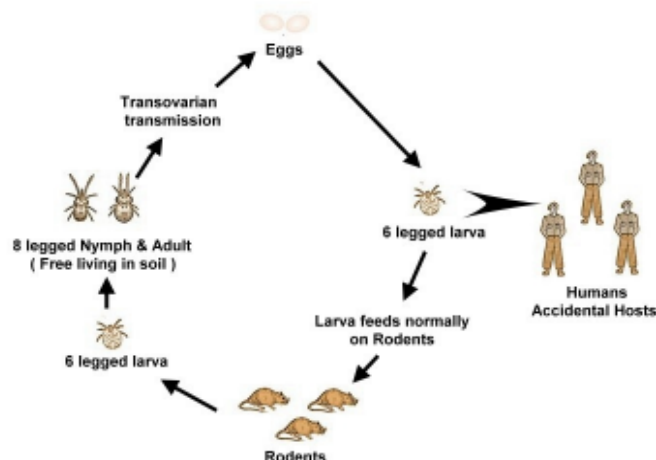 Eggs
Transovarian
transmission
8 legged Nymph & Adult
( Free living in soil )
6 legged larva
Humans
Accidental Hosts
Larva feeds normally
on Rodents
6 legged larva
Rodents